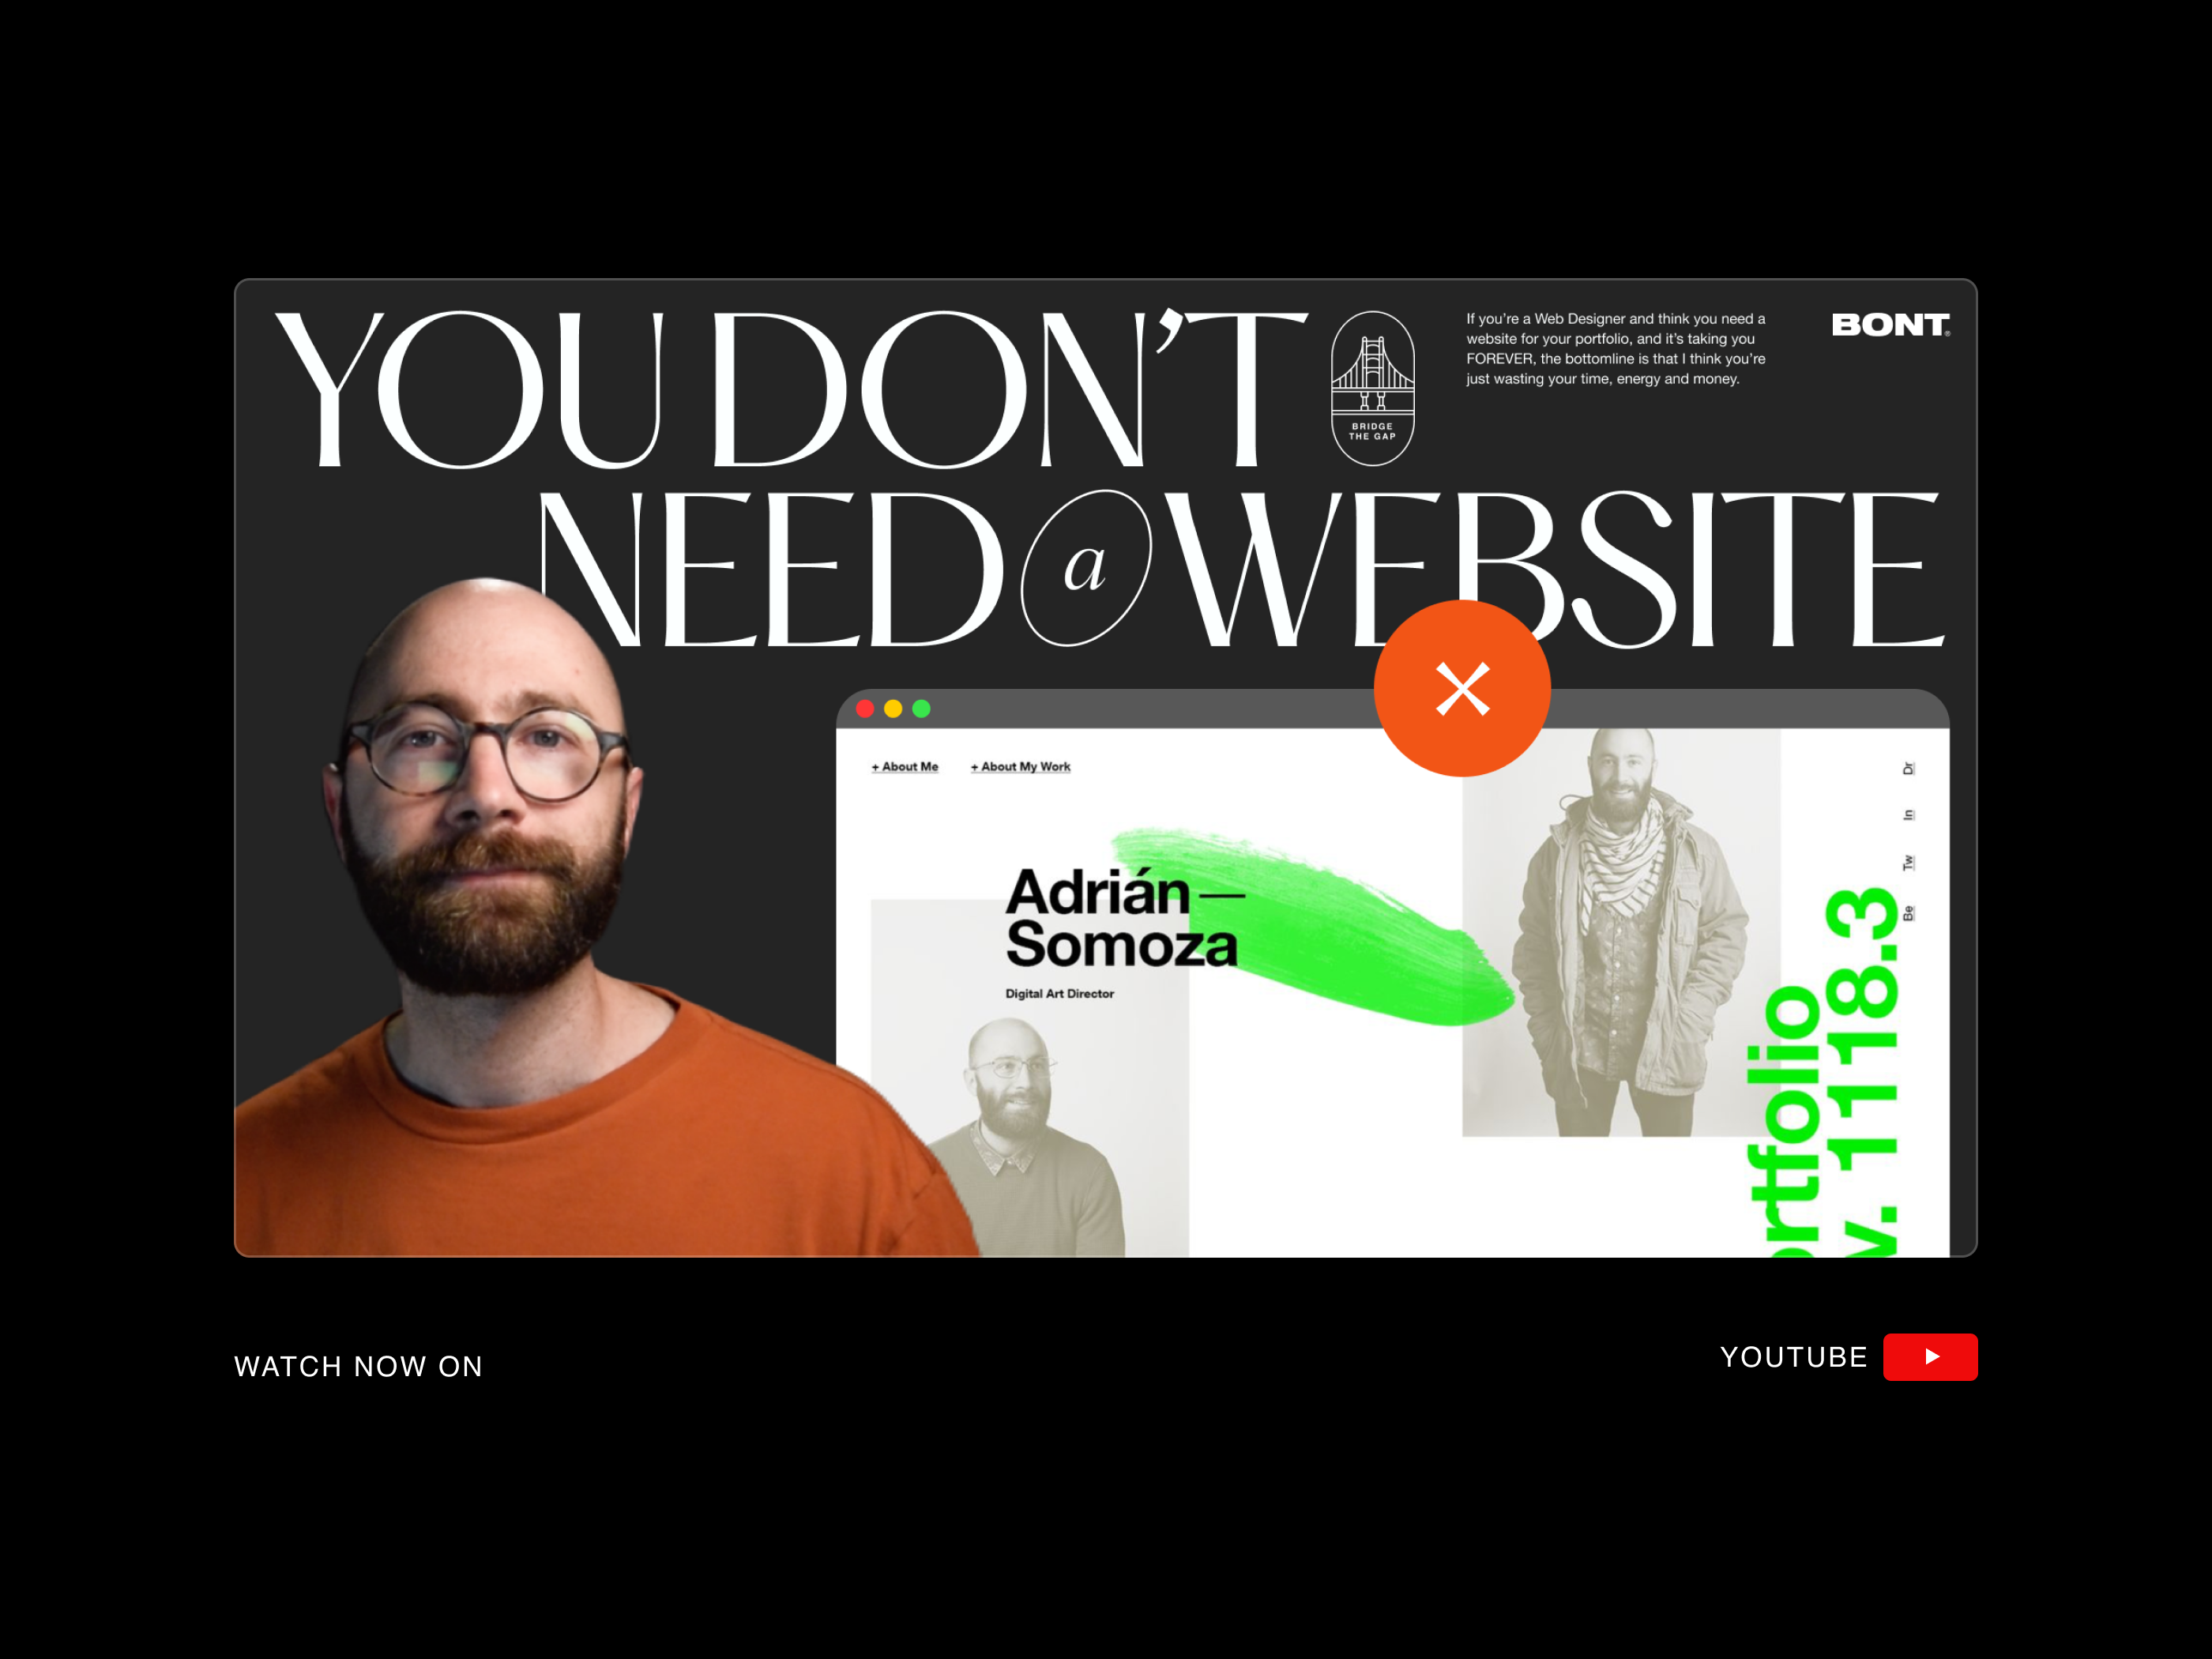 YOU DON’T
BRIDGE
THE GAP
If you’re a Web Designer and think you need a
website for your portfolio, and it’s taking you
FOREVER, the bottomline is that I think you’re
just wasting your time, energy and money.
BONT®
NEED a WEBSITE
+ About Me
+ About My Work
Adrián—
Somoza
Digital Art Director
Dr
In
Tw
Be
rtfolio
v. 1118.3
WATCH NOW ON
YOUTUBE